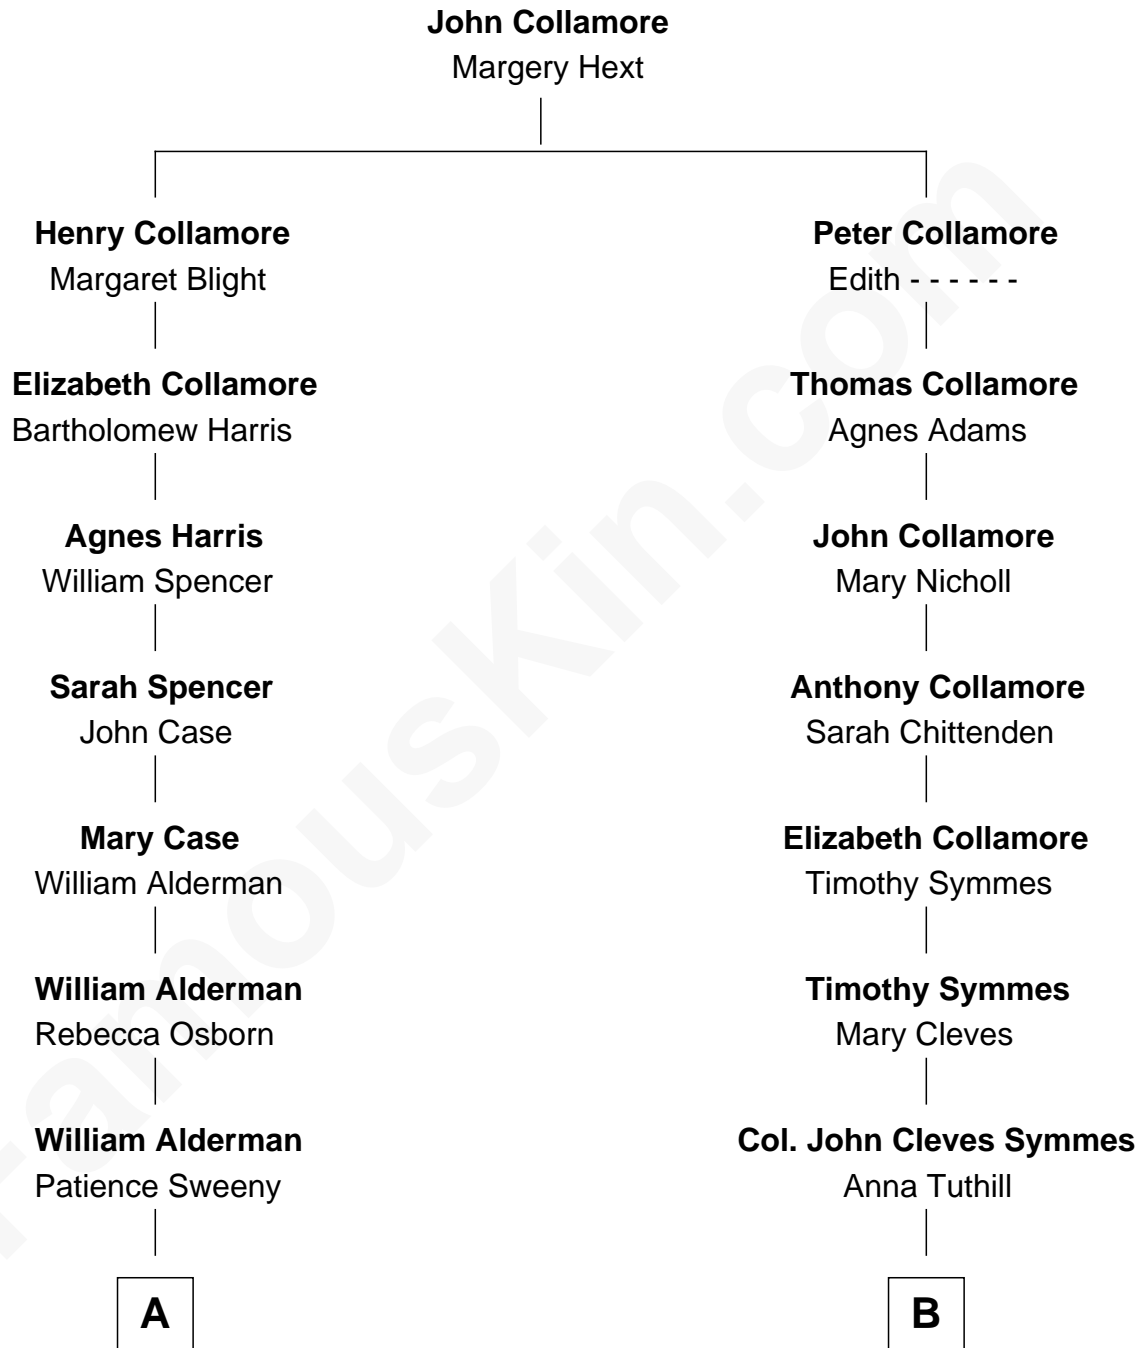 John Collamore
Margery Hext
Henry Collamore
Margaret Blight
Peter Collamore
Edith - - - - - -
Elizabeth Collamore
Bartholomew Harris
Thomas Collamore
Agnes Adams
Agnes Harris
William Spencer
John Collamore
Mary Nicholl
Sarah Spencer
John Case
Anthony Collamore
Sarah Chittenden
Mary Case
William Alderman
Elizabeth Collamore
Timothy Symmes
William Alderman
Rebecca Osborn
Timothy Symmes
Mary Cleves
William Alderman
Patience Sweeny
Col. John Cleves Symmes
Anna Tuthill
A
B
FamousKin.com